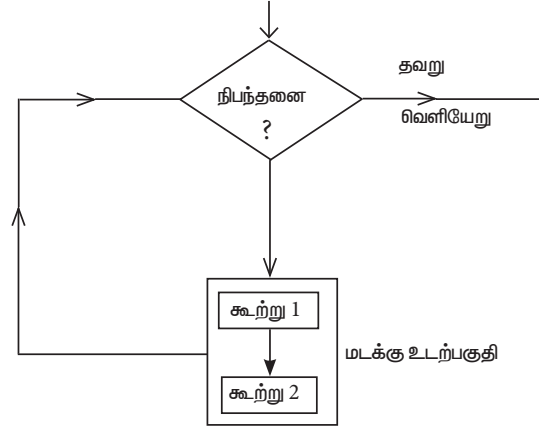 தவறு
நிபந்தனை
?
வெளியேறு
கூற்று 1
மடக்கு உடற்பகுதி
கூற்று 2